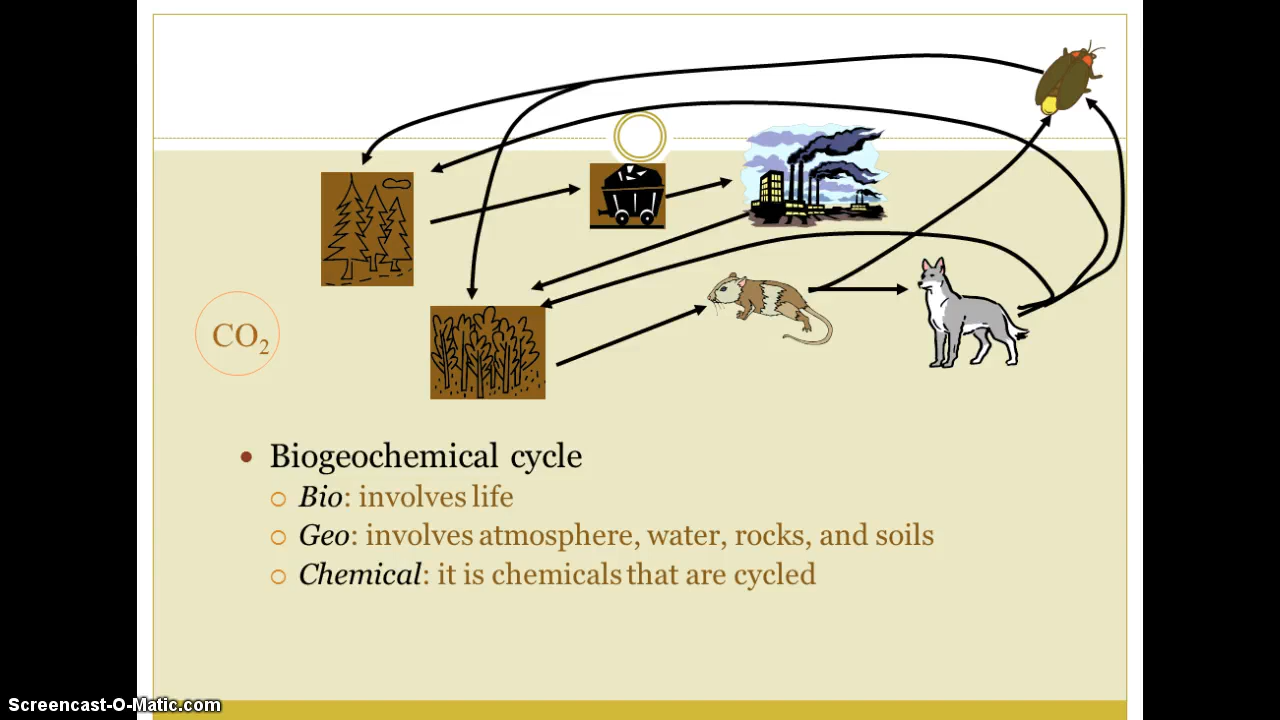 CO₂
Biogeochemical cycle
Bio: involves life
Geo: involves atmosphere, water, rocks, and soils
Chemical: it is chemicals that are cycled
Screencast-O-Matic.com